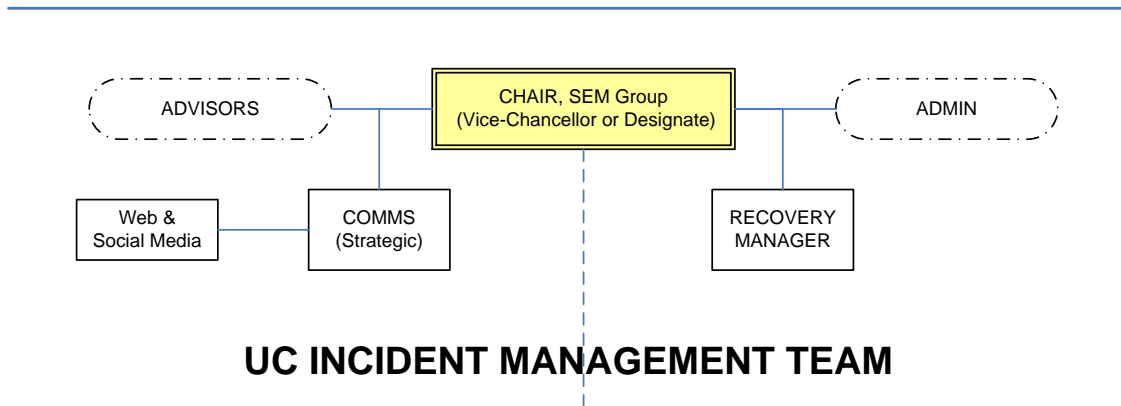 ADVISORS
CHAIR, SEM Group
(Vice-Chancellor or Designate)
ADMIN
Web &
Social Media
COMMS
(Strategic)
RECOVERY
MANAGER
UC INCIDENT MANAGEMENT TEAM